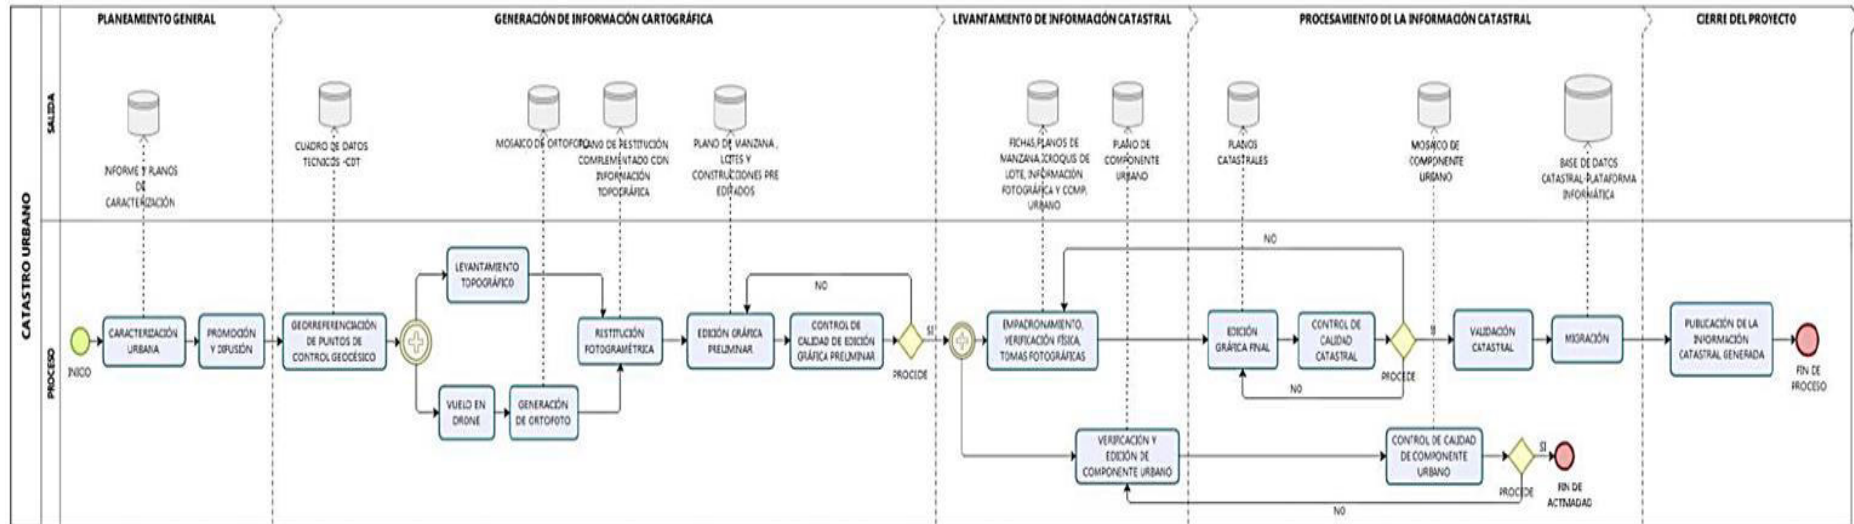 PLANEAMIENTO GENERAL
GENERACIÓN DE INFORMACIÓN CARTOGRÁFICA
LEVANTAMIENTO DE INFORMACIÓN CATASTRAL
PROCESAMIENTO DE LA INFORMACIÓN CATASTRAL
CIERRE DEL PROYECTO
CATASTRO URBANO
SALIDA
INFORME Y PLANOS
DE
CARACTERIZACIÓN
CUADRO DE DATOS
TECNICOS -CDT
MOSAICO DE ORTOFOTO
PLANO DE RESTITUCIÓN
COMPLEMENTADO CON
INFORMACIÓN
TOPOGRÁFICA
PLANO DE MANZANA ,
LOTES Y
CONSTRUCCIONES PRE
EDITADOS
FICHAS,PLANOS DE
MANZANA,CROQUIS DE
LOTE, INFORMACIÓN
FOTOGRÁFICA Y COMP.
URBANO
PLANO DE
COMPONENTE
URBANO
PLANOS
CATASTRALES
MOSAICO DE
COMPONENTE
URBANO
BASE DE DATOS
CATASTRAL-PLATAFORMA
INFORMÁTICA
PROCESO
INICIO
CARACTERIZACIÓN
URBANA
PROMOCIÓN
Y DIFUSIÓN
GEORREFERENCIACIÓN
DE PUNTOS DE
CONTROL GEOCÉSICO
LEVANTAMIENTO
TOPOGRÁFICO
VUELO EN
DRONE
GENERACIÓN
DE ORTOFOTO
RESTITUCIÓN
FOTOGRAMÉTRICA
EDICIÓN GRÁFICA
PRELIMINAR
CONTROL DE
CALIDAD DE EDICIÓN
GRÁFICA PRELIMINAR
NO
SI
PROCEDE
EMPADRONAMIENTO,
VERIFICACIÓN FÍSICA,
TOMAS FOTOGRÁFICAS
VERIFICACIÓN Y
EDICIÓN DE
COMPONENTE URBANO
EDICIÓN
GRÁFICA FINAL
CONTROL DE
CALIDAD
CATASTRAL
NO
SI
PROCEDE
NO
VALIDACIÓN
CATASTRAL
MIGRACIÓN
CONTROL DE CALIDAD
DE COMPONENTE
URBANO
SI
PROCEDE
NO
FIN DE
ACTIVIDAD
PUBLICACIÓN DE LA
INFORMACIÓN
CATASTRAL GENERADA
FIN DE
PROCESO